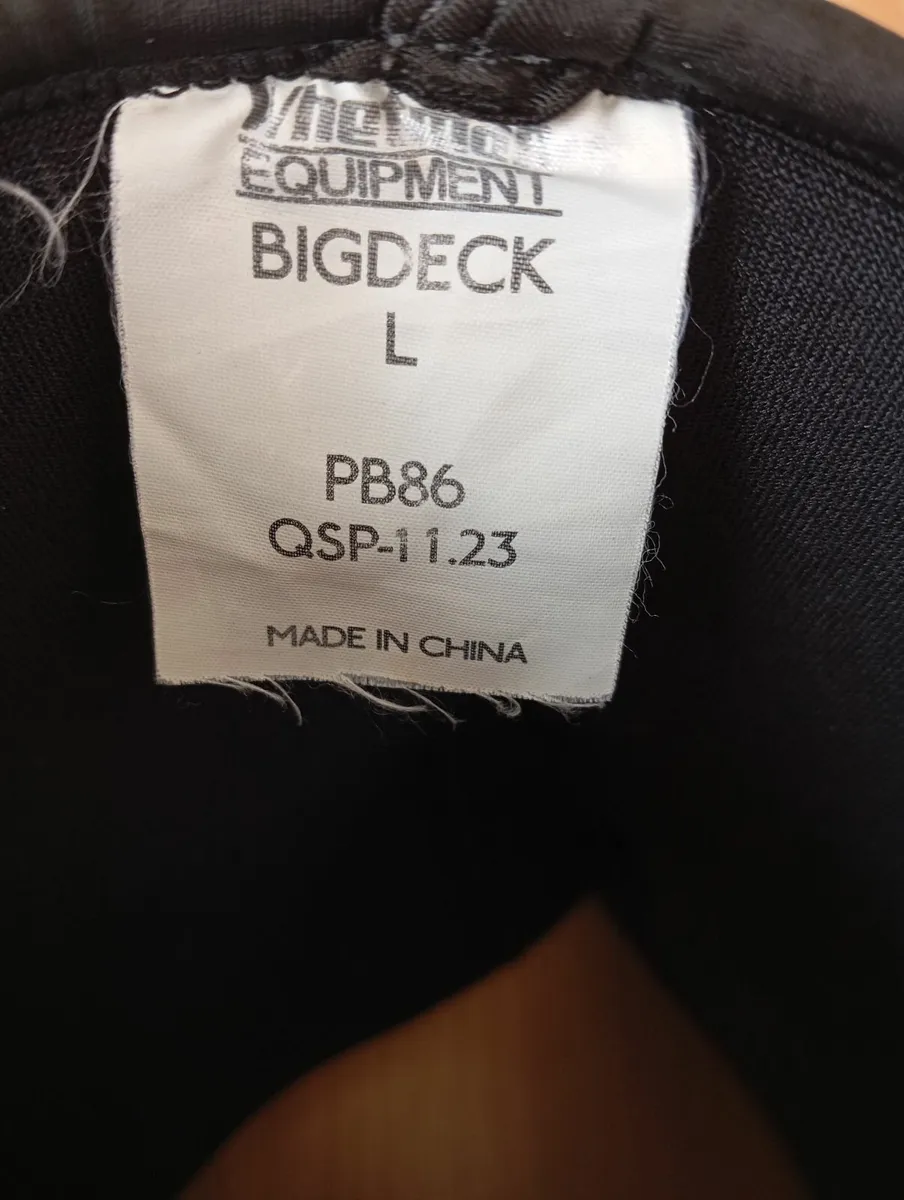 EQUIPMENT
BIGDECK
L
PB86
QSP-11.23
MADE IN CHINA